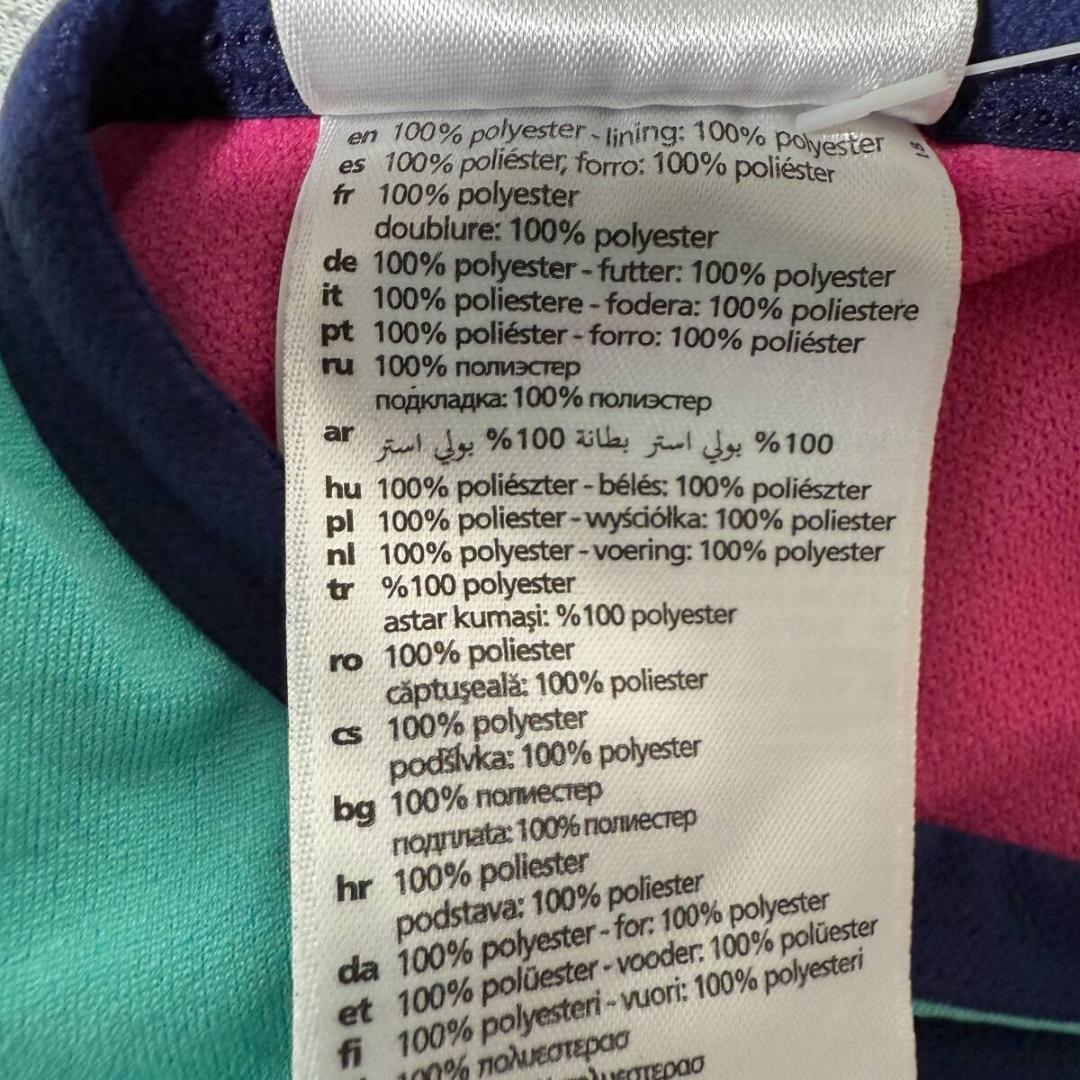 en 100% polyester - lining: 100% polyester
es 100% poliéster, forro: 100% poliéster
fr 100% polyester
doublure: 100% polyester
de 100% polyester - futter: 100% polyester
it 100% poliestere - fodera: 100% poliestere
pt 100% poliéster - forro: 100% poliéster
ru 100% полиэстер
подкладка: 100% полиэстер
ar 100% بولي استر بطانة 100% بولي استر
hu 100% poliészter - bélés: 100% poliészter
pl 100% poliester - wyściółka: 100% poliester
nl 100% polyester - voering: 100% polyester
tr %100 polyester
astar kumaşi: %100 polyester
ro 100% poliester
căptuşeală: 100% poliester
cs 100% polyester
podšívka: 100% polyester
bg 100% полиестер
подплата: 100% полиестер
hr 100% poliester
podstava: 100% poliester
da 100% polyester - for: 100% polyester
et 100% polüester - vooder: 100% polüester
fi 100% polyesteri - vuori: 100% polyesteri
100% πολυεστερασ
πολυεστερασ